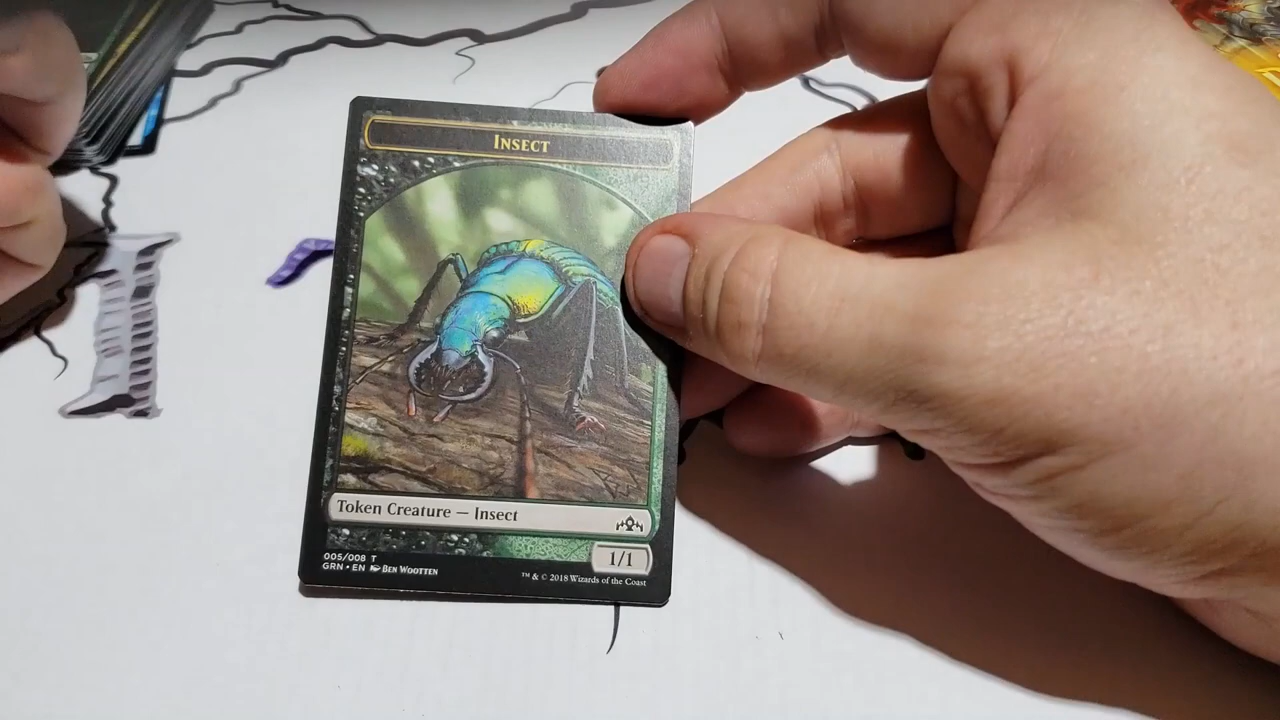 INSECT
Token Creature — Insect
1/1
005/008 T
GRN • EN BEN WOOTTEN
™ & © 2018 Wizards of the Coast